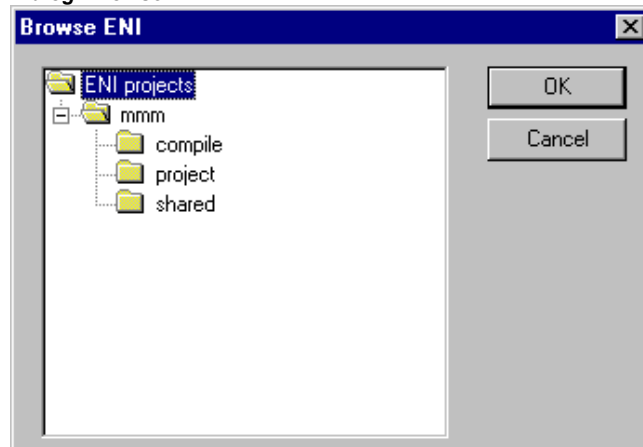 Browse ENI
ENI projects
OK
mmm
Cancel
compile
project
shared